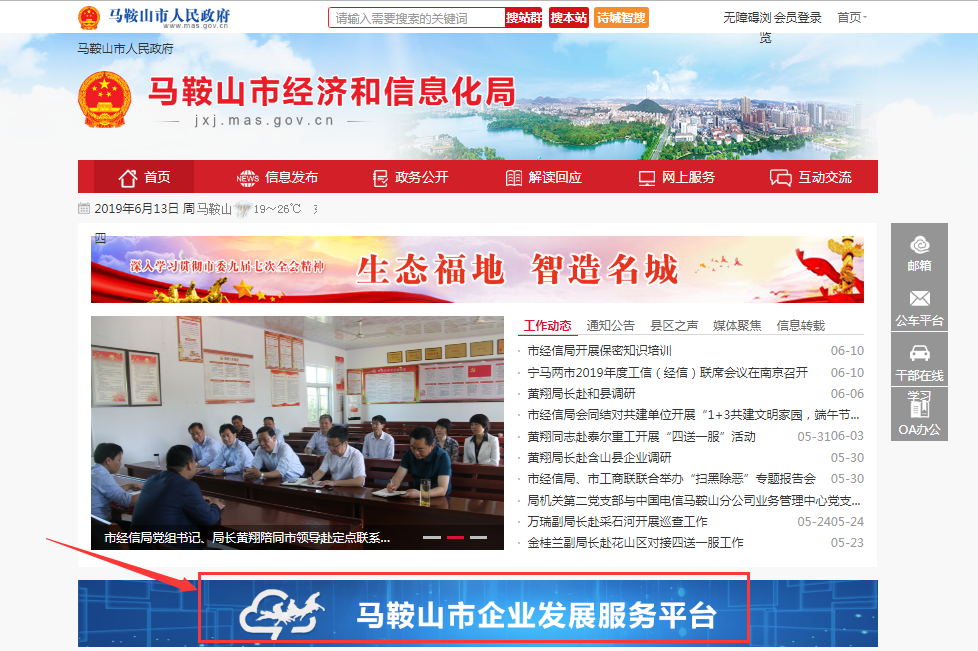 马鞍山市人民政府
www.mas.gov.cn
请输入需要搜索的关键词
搜站群
搜本站
诗城智搜
无障碍浏览
会员登录
首页
马鞍山市人民政府
马鞍山市经济和信息化局
jxj.mas.gov.cn
首页
NEWS 信息发布
政务公开
解读回应
网上服务
互动交流
2019年6月13日 周四
马鞍山 19～26℃
深入学习贯彻市委九届七次全会精神
生态福地 智造名城
邮箱
公车平台
干部在线学习
OA办公
市经信局党组书记、局长黄翔陪同市领导赴定点联系...
工作动态 通知公告 县区之声 媒体聚焦 信息转载
· 市经信局开展保密知识培训 06-10
· 宁马两市2019年度工信（经信）联席会议在南京召开 06-10
· 黄翔局长赴和县调研 06-06
· 市经信局会同结对共建单位开展“1+3共建文明家园，端午节...
· 黄翔同志赴泰尔重工开展“四送一服”活动 05-31 06-03
· 黄翔局长赴含山县企业调研 05-30
· 市经信局、市工商联联合举办“扫黑除恶”专题报告会 05-30
· 局机关第二党支部与中国电信马鞍山分公司业务管理中心党支...
· 万瑞副局长赴采石河开展巡查工作 05-24 05-24
· 金桂兰副局长赴花山区对接四送一服工作 05-23
马鞍山市企业发展服务平台